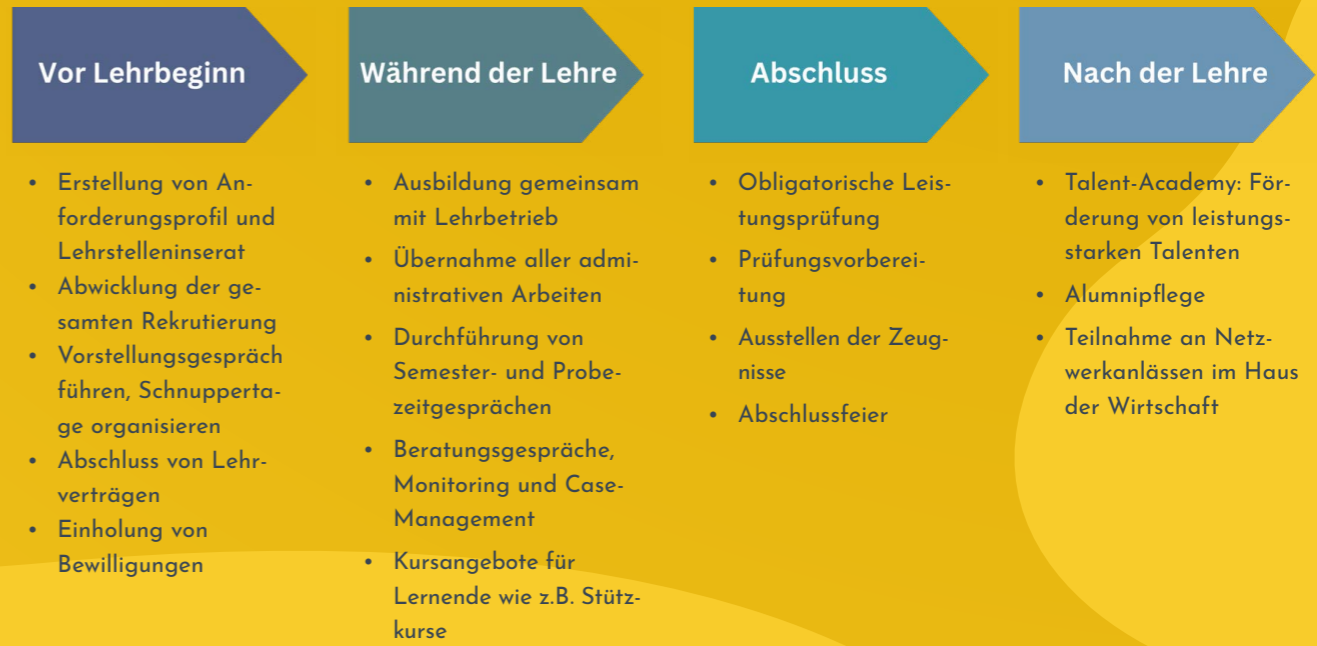 Vor Lehrbeginn
• Erstellung von An-
forderungsprofil und
Lehrstelleninserat
• Abwicklung der ge-
samten Rekrutierung
• Vorstellungsgespräch
führen, Schnupperta-
ge organisieren
• Abschluss von Lehr-
verträgen
• Einholung von
Bewilligungen
Während der Lehre
• Ausbildung gemeinsam
mit Lehrbetrieb
• Übernahme aller admi-
nistrativen Arbeiten
• Durchführung von
Semester- und Probe-
zeitgesprächen
• Beratungsgespräche,
Monitoring und Case-
Management
• Kursangebote für
Lernende wie z.B. Stütz-
kurse
Abschluss
• Obligatorische Leis-
tungsprüfung
• Prüfungsvorberei-
tung
• Ausstellen der Zeug-
nisse
• Abschlussfeier
Nach der Lehre
• Talent-Academy: För-
derung von leistungs-
starken Talenten
• Alumnipflege
• Teilnahme an Netz-
werkanlässen im Haus
der Wirtschaft